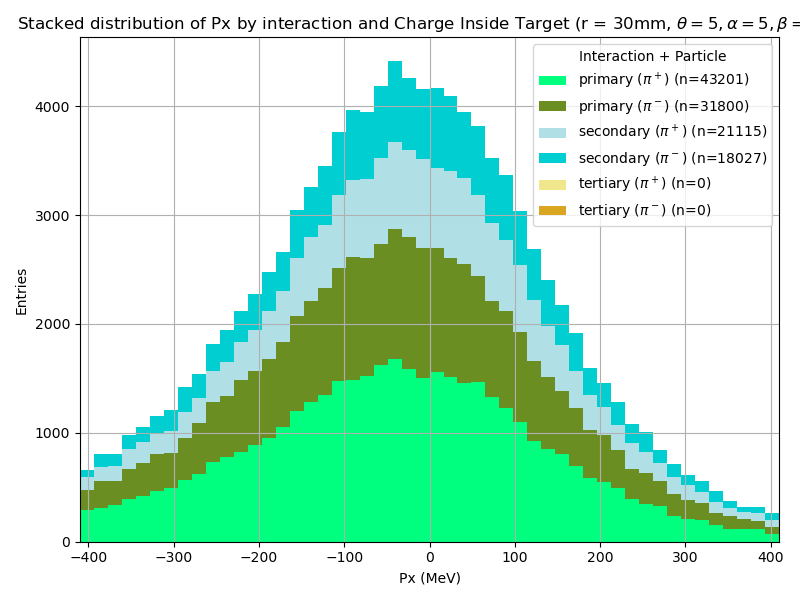 Stacked distribution of Px by interaction and Charge Inside Target (r = 30mm, θ = 5, α = 5, β =
Interaction + Particle
primary (π⁺) (n=43201)
primary (π⁻) (n=31800)
secondary (π⁺) (n=21115)
secondary (π⁻) (n=18027)
tertiary (π⁺) (n=0)
tertiary (π⁻) (n=0)
Entries
4000
3000
2000
1000
0
−400
−300
−200
−100
0
100
200
300
400
Px (MeV)